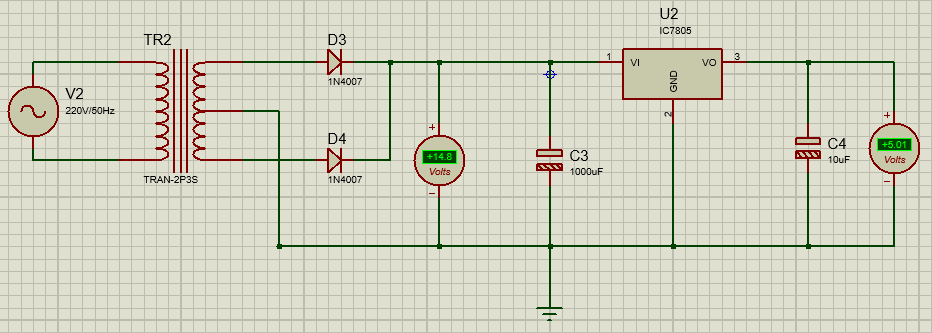 TR2
TRAN-2P3S
V2
220V/50Hz
D3
1N4007
D4
1N4007
+
+14.8
Volts
−
C3
1000uF
U2
IC7805
1
VI
VO
3
GND
2
C4
10uF
+
+5.01
Volts
−